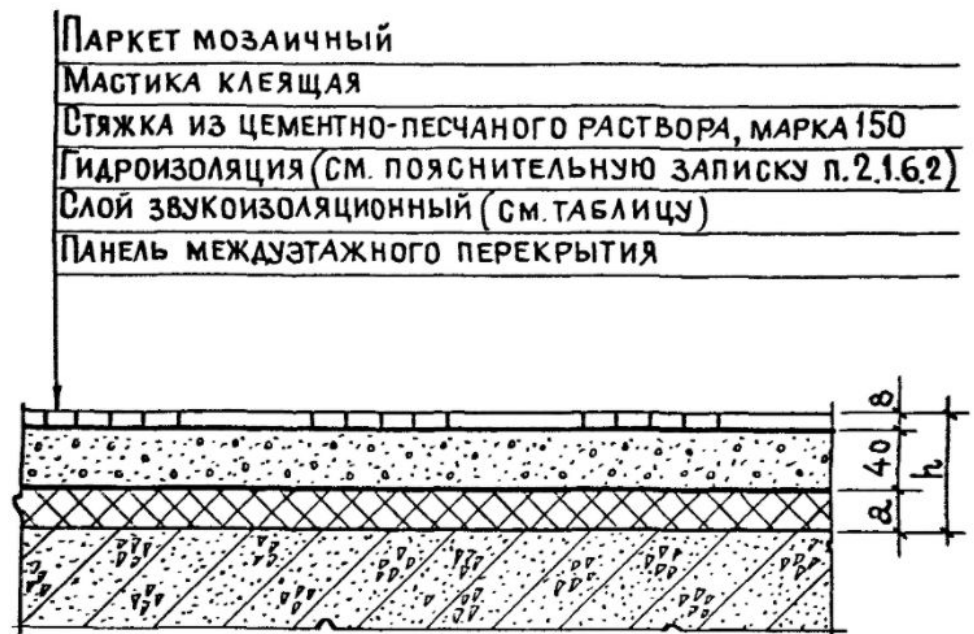 Паркет мозаичный
Мастика клеящая
Стяжка из цементно-песчаного раствора, марка 150
Гидроизоляция (см. пояснительную записку п. 2.1.6.2)
Слой звукоизоляционный (см. таблицу)
Панель междуэтажного перекрытия
8
40
h
a